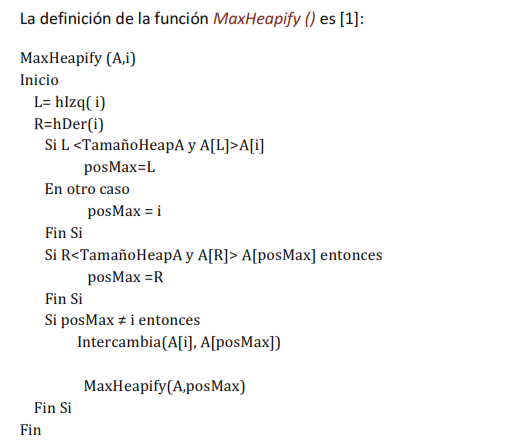 La definición de la función MaxHeapify () es [1]:
MaxHeapify (A,i)
Inicio
L= hIzq( i)
R=hDer(i)
Si L <TamañoHeapA y A[L]>A[i]
posMax=L
En otro caso
posMax = i
Fin Si
Si R<TamañoHeapA y A[R]> A[posMax] entonces
posMax =R
Fin Si
Si posMax ≠ i entonces
Intercambia(A[i], A[posMax])
MaxHeapify(A,posMax)
Fin Si
Fin